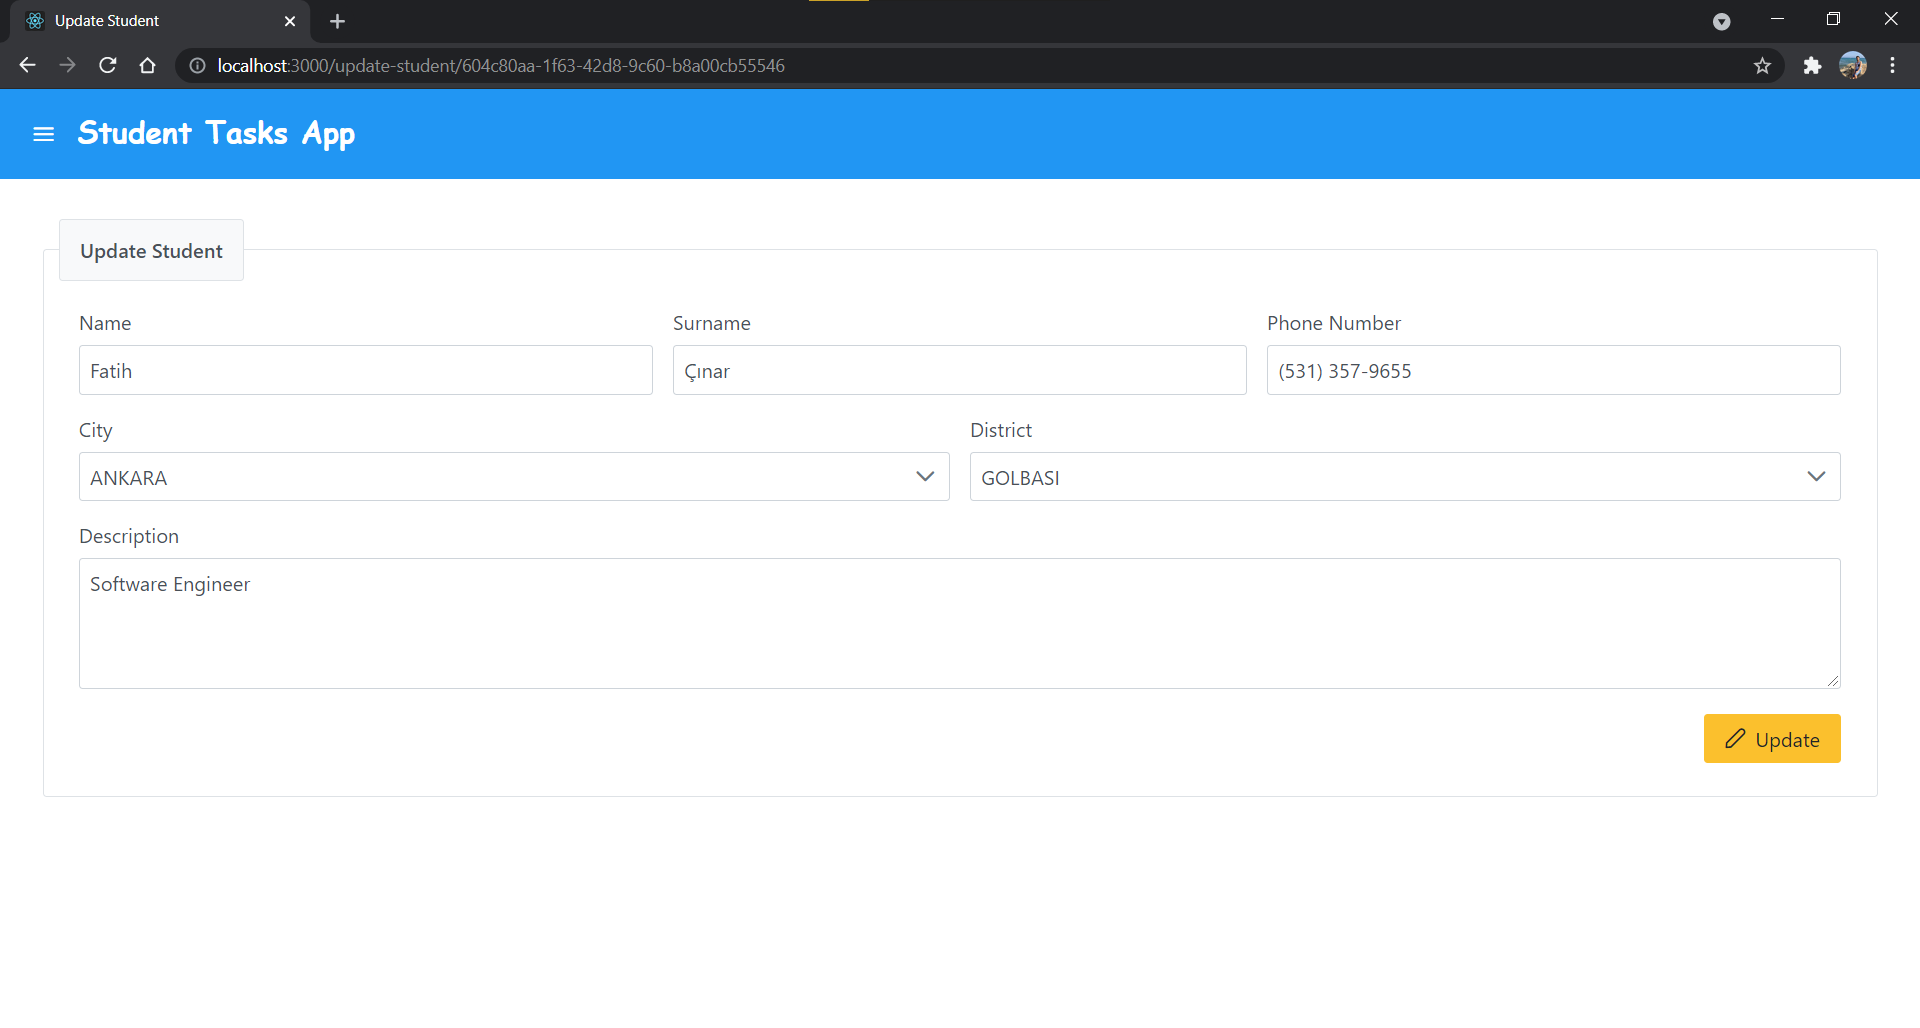 Update Student
localhost:3000/update-student/604c80aa-1f63-42d8-9c60-b8a00cb55546
Student Tasks App
Update Student
Name
Surname
Phone Number
Fatih
Çınar
(531) 357-9655
City
District
ANKARA
GOLBASI
Description
Software Engineer
Update